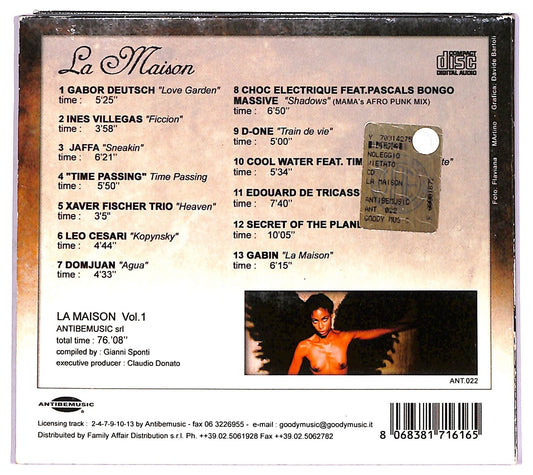 La Maison
COMPACT
disc
DIGITAL AUDIO
1 GABOR DEUTSCH "Love Garden"
time : 5'25"
2 INES VILLEGAS "Ficcion"
time : 3'58"
3 JAFFA "Sneakin"
time : 6'21"
4 "TIME PASSING" Time Passing
time : 5'50"
5 XAVER FISCHER TRIO "Heaven"
time : 3'5"
6 LEO CESARI "Kopynsky"
time : 4'44"
7 DOMJUAN "Agua"
time : 4'33"
8 CHOC ELECTRIQUE FEAT.PASCALS BONGO
MASSIVE "Shadows" (MAMA's AFRO PUNK MIX)
time : 6'50"
9 D-ONE "Train de vie"
time : 5'00"
10 COOL WATER FEAT. TIM
time : 5'34"
11 EDOUARD DE TRICASS
time : 7'40"
12 SECRET OF THE PLAN
time : 10'05"
13 GABIN "La Maison"
time : 6'15"
NOLEGGIO
VIETATO
CD
LA MAISON
ANTIBEMUSIC
ANT 022
GOODY MUSIC
Foto: Flaviana MArtino - Grafica: Davide Bartoli
LA MAISON Vol.1
ANTIBEMUSIC srl
total time : 76.'08"
compiled by : Gianni Sponti
executive producer : Claudio Donato
ANT.022
ANTIBEMUSIC
Licensing track : 2-4-7-9-10-13 by Antibemusic - fax 06 3226955 - e-mail : goodymusic@goodymusic.it
Distribuited by Family Affair Distribution s.r.l. Ph. ++39.02.5061928 Fax. ++39.02.5062782
8 068381 716165